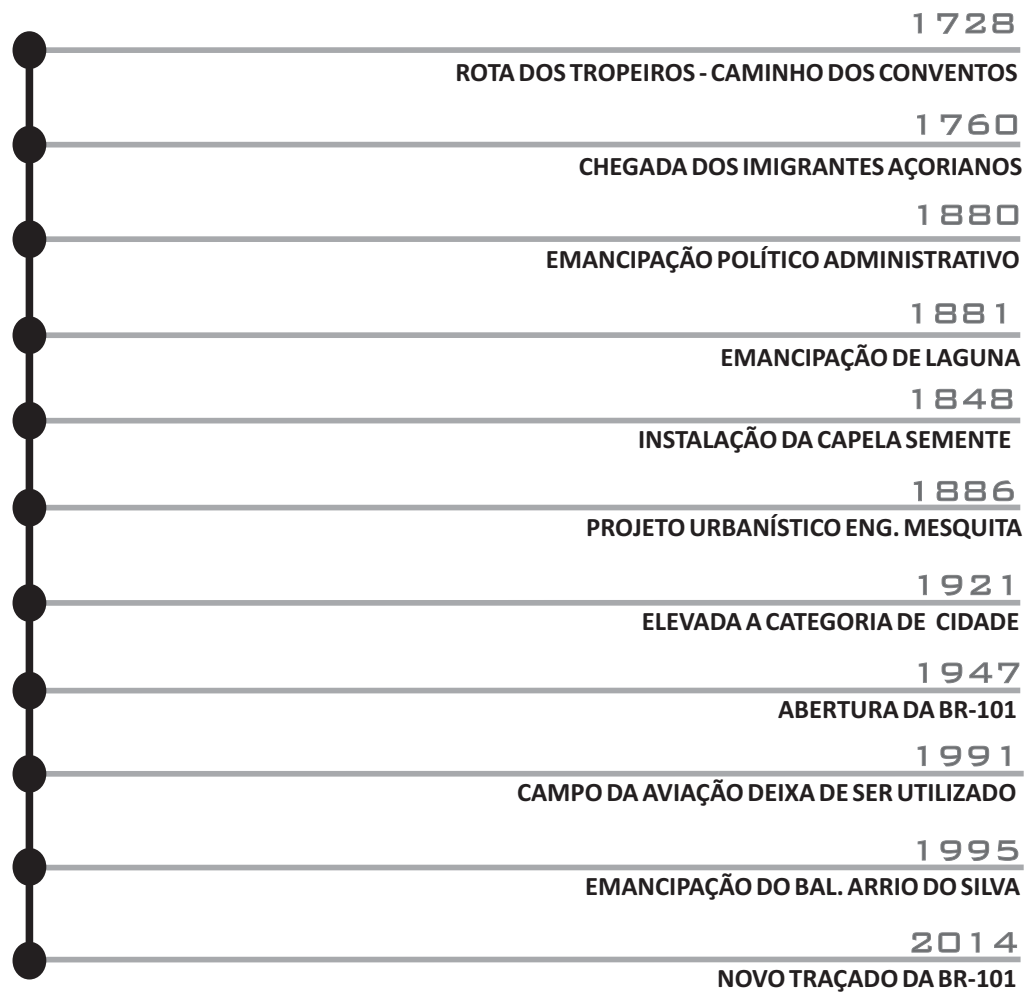 1728
ROTA DOS TROPEIROS - CAMINHO DOS CONVENTOS
1760
CHEGADA DOS IMIGRANTES AÇORIANOS
1880
EMANCIPAÇÃO POLÍTICO ADMINISTRATIVO
1881
EMANCIPAÇÃO DE LAGUNA
1848
INSTALAÇÃO DA CAPELA SEMENTE
1886
PROJETO URBANÍSTICO ENG. MESQUITA
1921
ELEVADA A CATEGORIA DE CIDADE
1947
ABERTURA DA BR-101
1991
CAMPO DA AVIAÇÃO DEIXA DE SER UTILIZADO
1995
EMANCIPAÇÃO DO BAL. ARRIO DO SILVA
2014
NOVO TRAÇADO DA BR-101